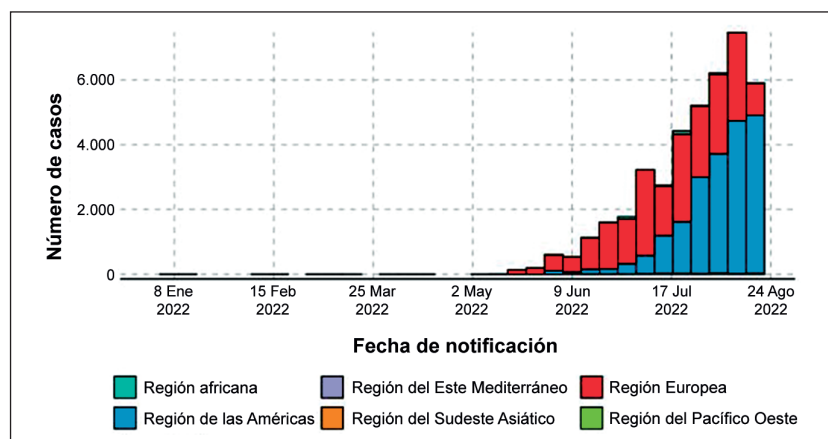 Número de casos
6.000
4.000
2.000
0
8 Ene
2022
15 Feb
2022
25 Mar
2022
2 May
2022
9 Jun
2022
17 Jul
2022
24 Ago
2022
Fecha de notificación
Región africana
Región del Este Mediterráneo
Región Europea
Región de las Américas
Región del Sudeste Asiático
Región del Pacífico Oeste